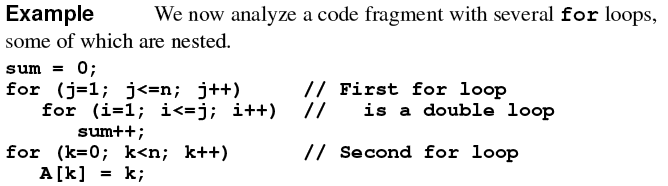 Example We now analyze a code fragment with several for loops,
some of which are nested.
sum = 0;
for (j=1; j<=n; j++) // First for loop
for (i=1; i<=j; i++) // is a double loop
sum++;
for (k=0; k<n; k++) // Second for loop
A[k] = k;